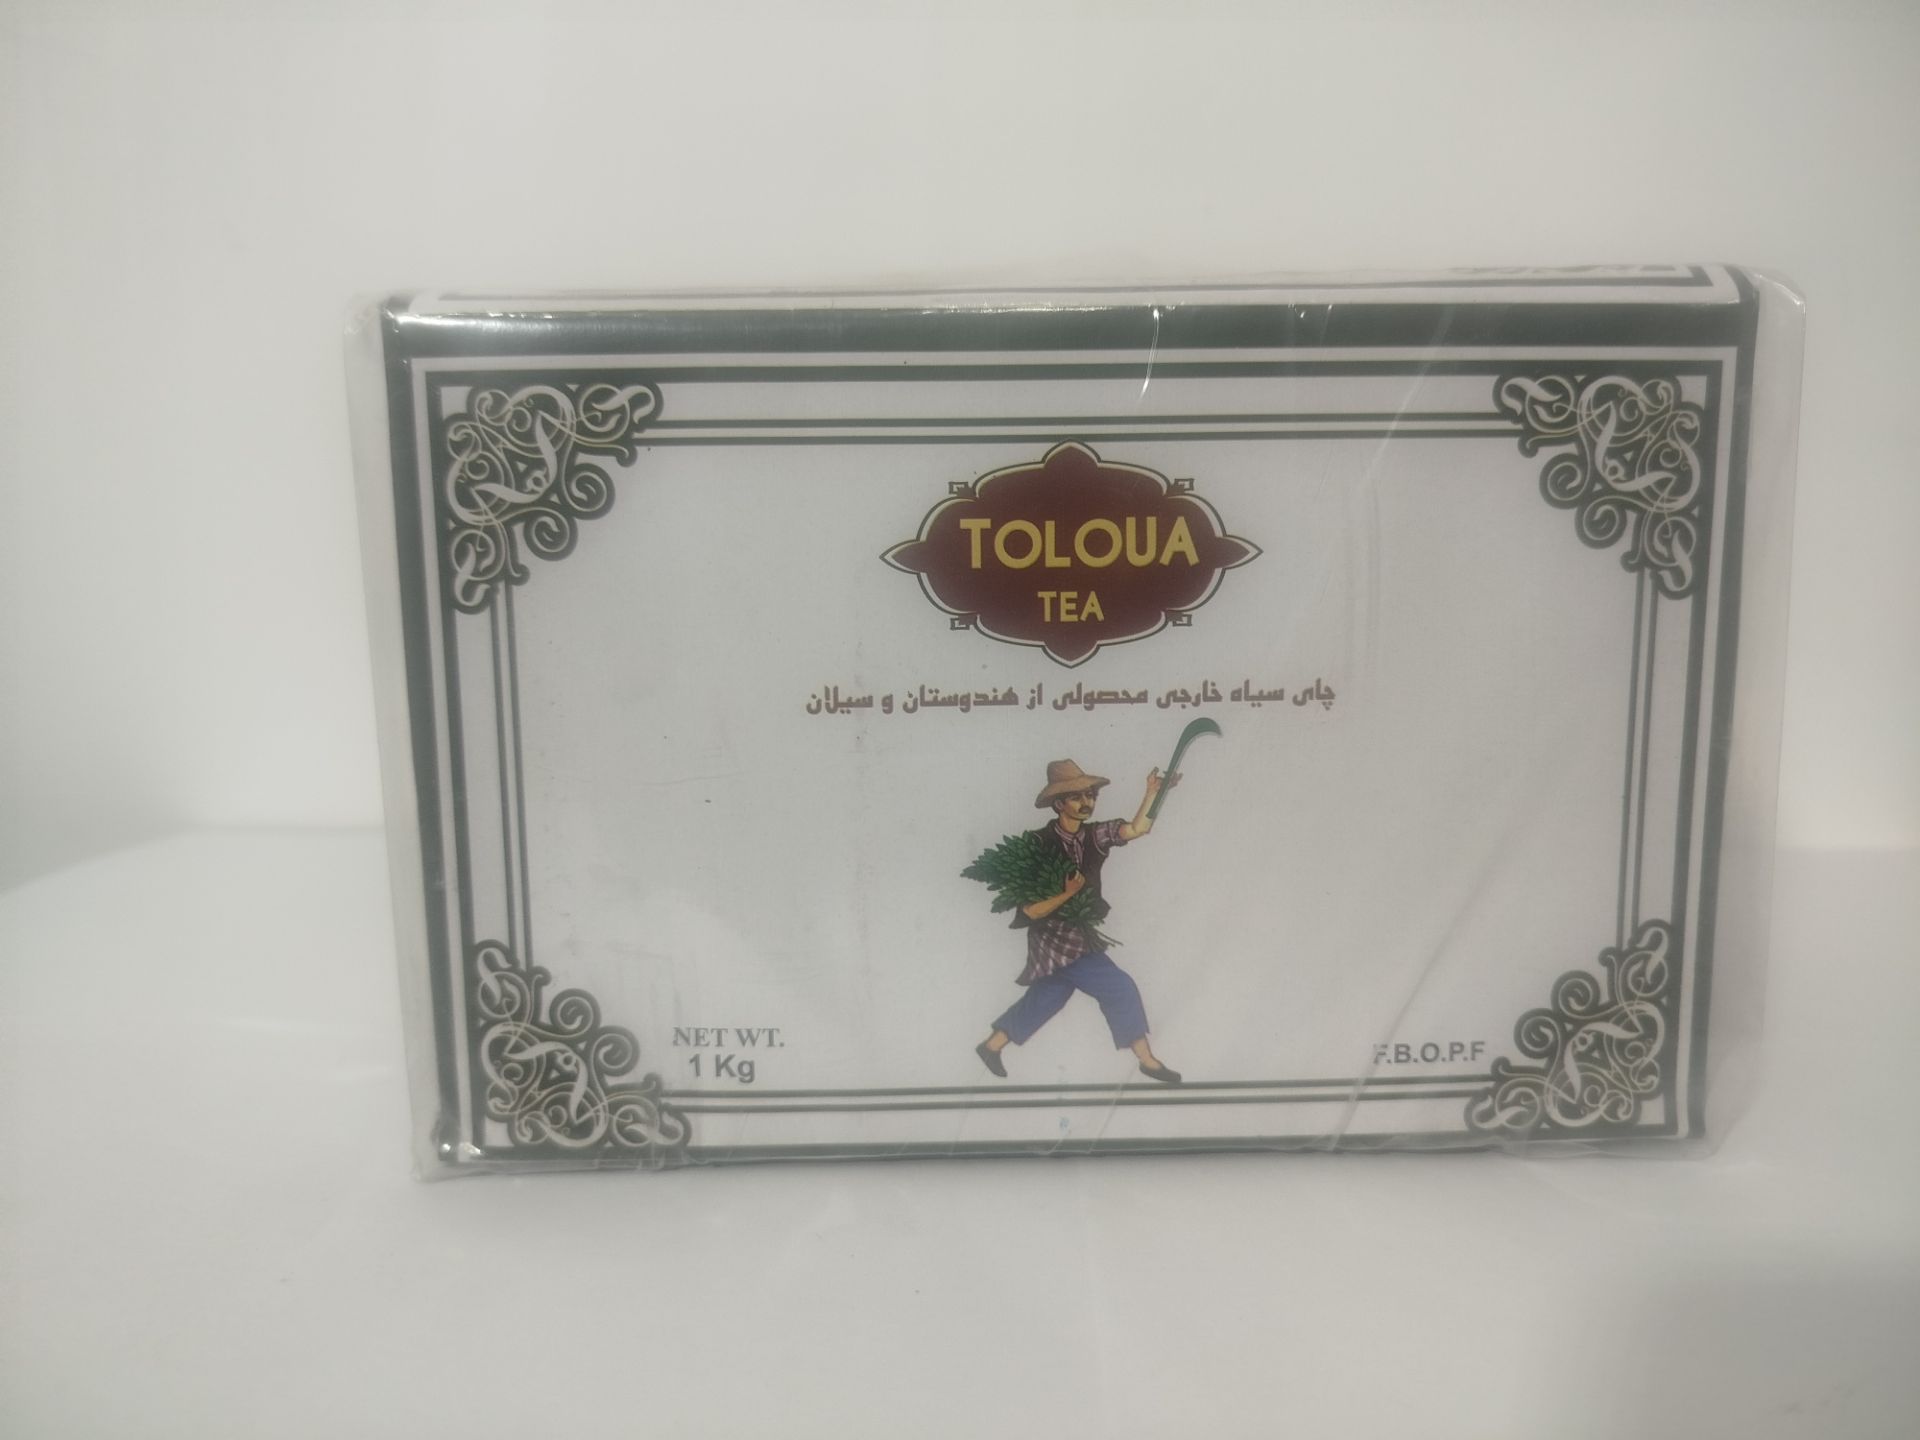 TOLOUA
TEA
چای سیاه خارجی محصولی از هندوستان و سیلان
NET WT.
1 Kg
F.B.O.P.F